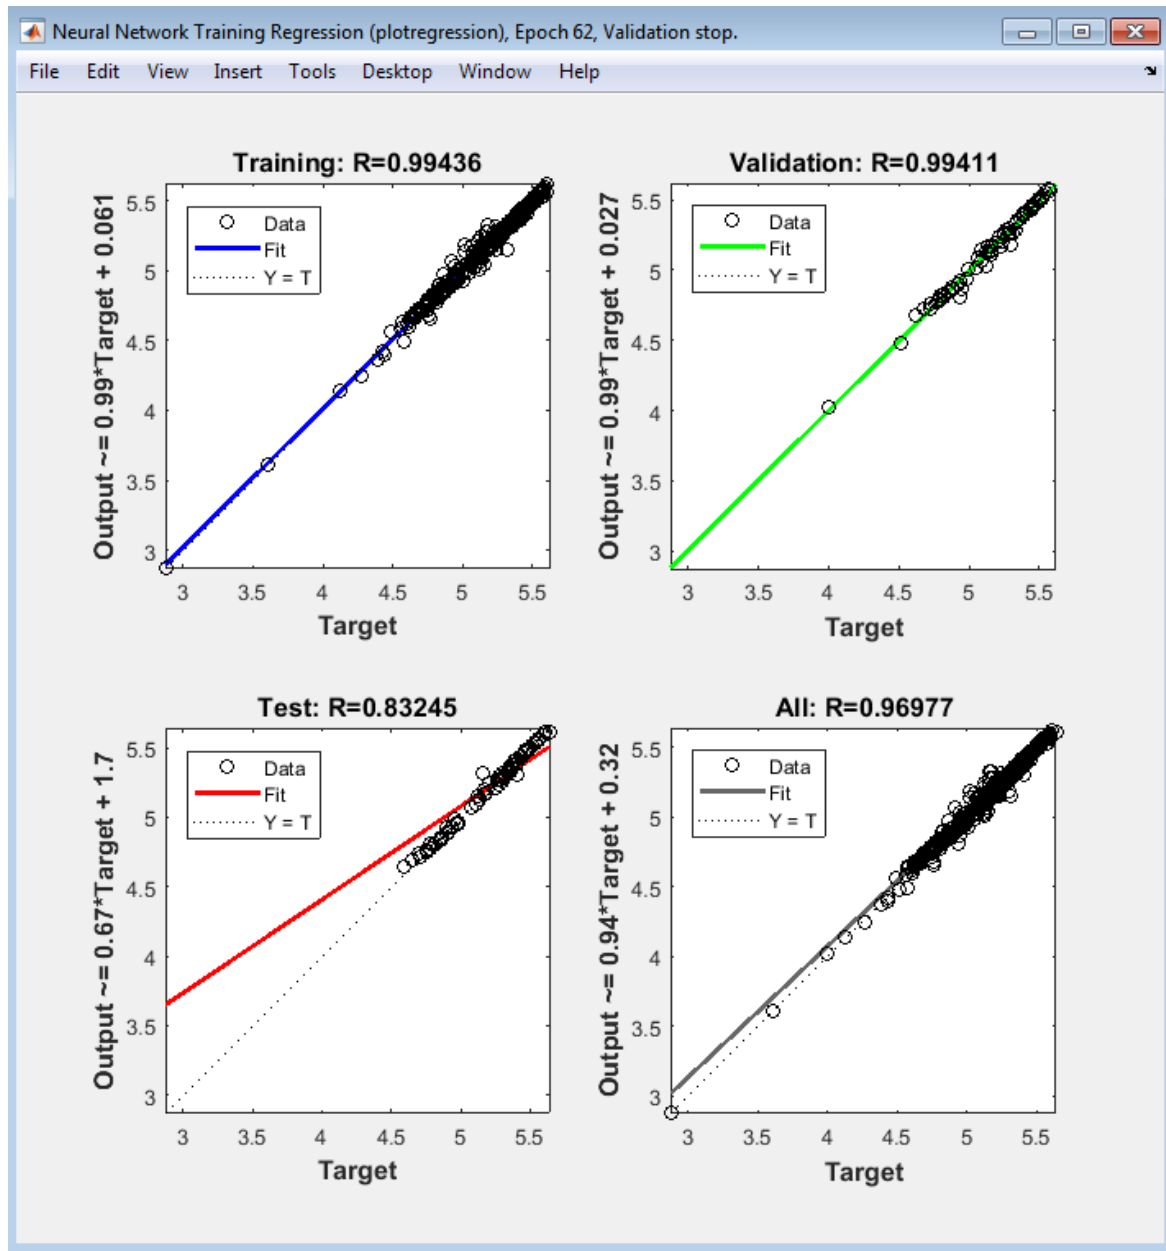 Neural Network Training Regression (plotregression), Epoch 62, Validation stop.
File Edit View Insert Tools Desktop Window Help
Training: R=0.99436
Output ~= 0.99*Target + 0.061
5.5
5
4.5
4
3.5
3
Data
Fit
Y = T
3 3.5 4 4.5 5 5.5
Target
Validation: R=0.99411
Output ~= 0.99*Target + 0.027
5.5
5
4.5
4
3.5
3
Data
Fit
Y = T
3 3.5 4 4.5 5 5.5
Target
Test: R=0.83245
Output ~= 0.67*Target + 1.7
5.5
5
4.5
4
3.5
3
Data
Fit
Y = T
3 3.5 4 4.5 5 5.5
Target
All: R=0.96977
Output ~= 0.94*Target + 0.32
5.5
5
4.5
4
3.5
3
Data
Fit
Y = T
3 3.5 4 4.5 5 5.5
Target